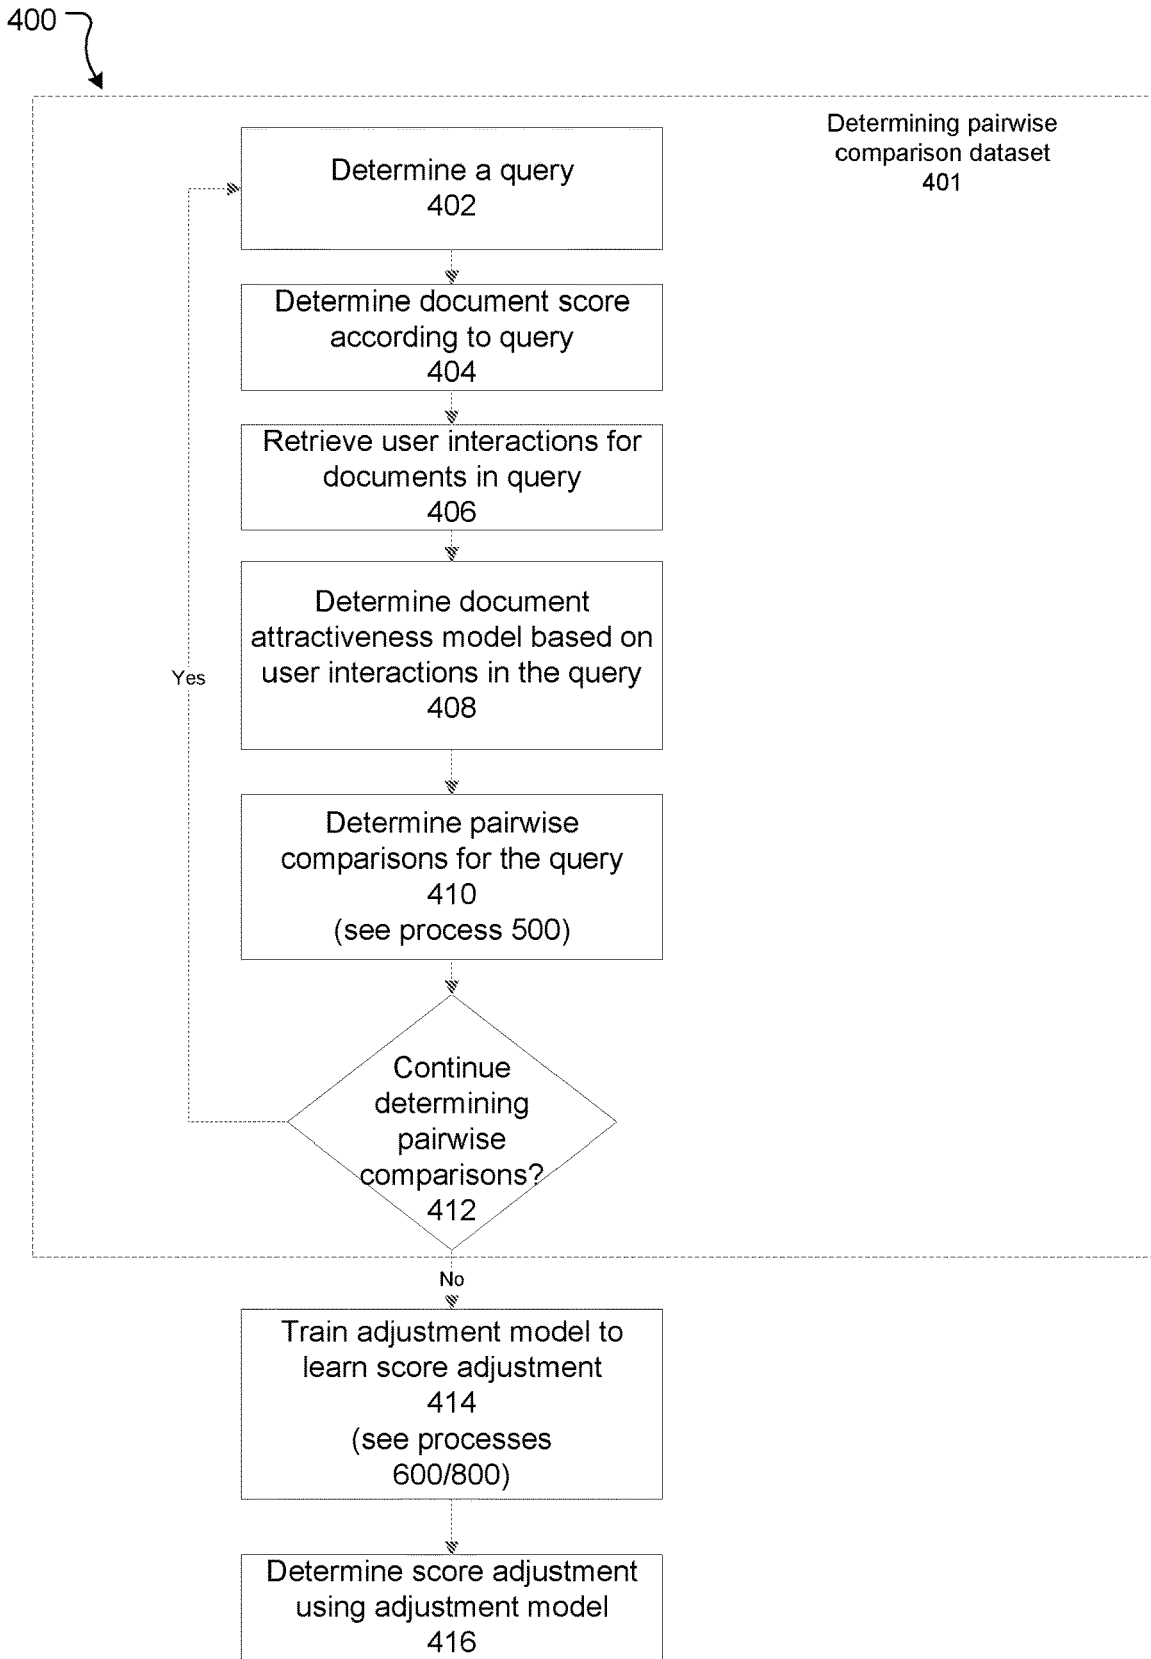 400
Determining pairwise
comparison dataset
401
Determine a query
402
Determine document score
according to query
404
Retrieve user interactions for
documents in query
406
Determine document
attractiveness model based on
user interactions in the query
408
Yes
Determine pairwise
comparisons for the query
410
(see process 500)
Continue
determining
pairwise
comparisons?
412
No
Train adjustment model to
learn score adjustment
414
(see processes
600/800)
Determine score adjustment
using adjustment model
416